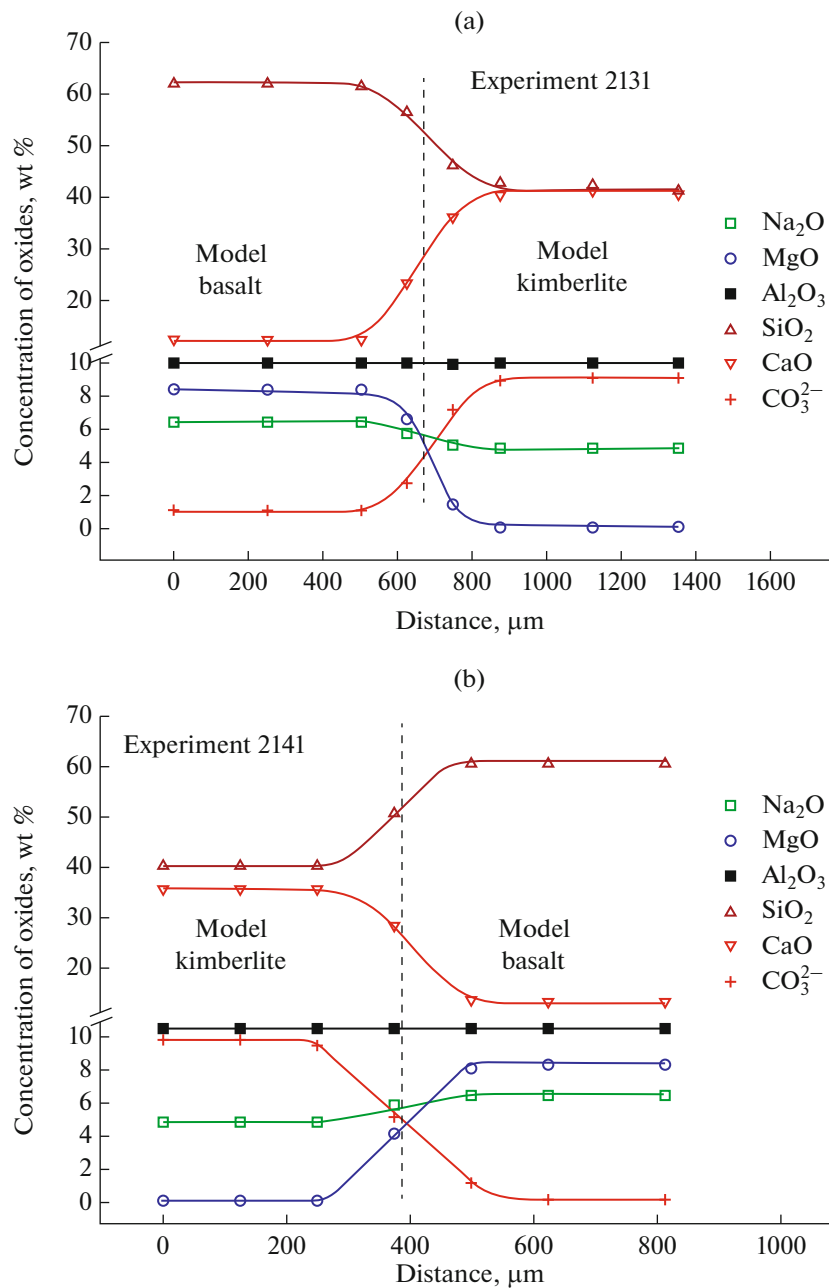 (a)
70
60
50
40
30
20
10
8
6
4
2
0
Concentration of oxides, wt %
Experiment 2131
Model
basalt
Model
kimberlite
Na₂O
MgO
Al₂O₃
SiO₂
CaO
CO₃²⁻
0 200 400 600 800 1000 1200 1400 1600
Distance, µm
(b)
70
60
50
40
30
20
10
8
6
4
2
0
Concentration of oxides, wt %
Experiment 2141
Model
kimberlite
Model
basalt
Na₂O
MgO
Al₂O₃
SiO₂
CaO
CO₃²⁻
0 200 400 600 800 1000
Distance, µm